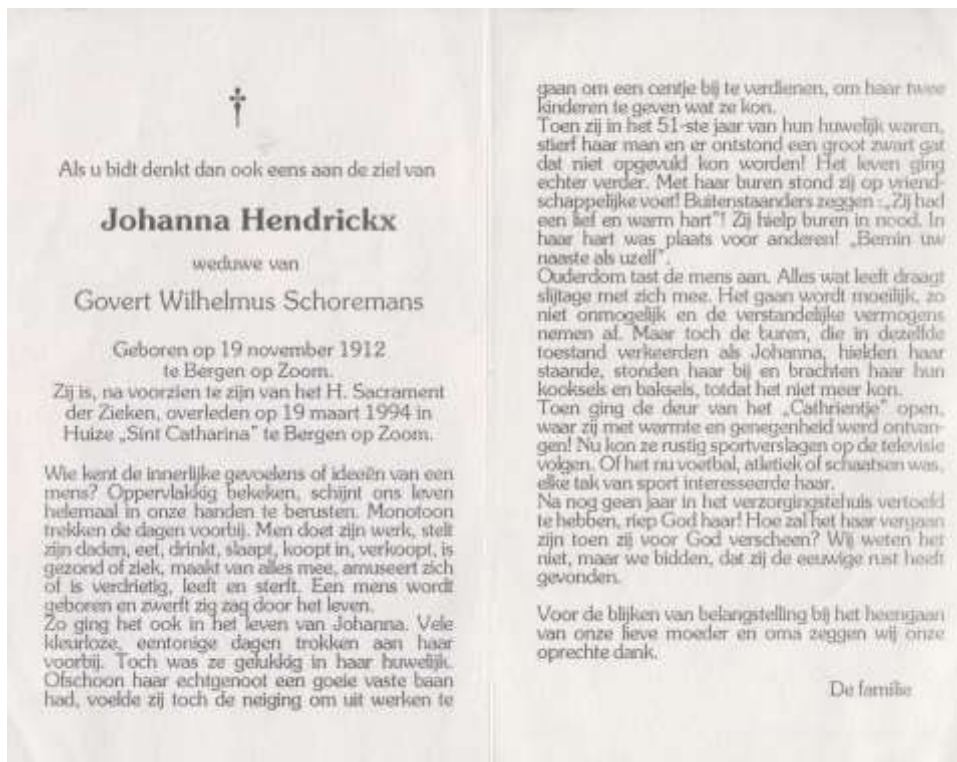 Als u bidt denkt dan ook eens aan de ziel van
Johanna Hendrickx
weduwe van
Govert Wilhelmus Schoremans
Geboren op 19 november 1912
te Bergen op Zoom.
Zij is, na voorzien te zijn van het H. Sacrament
der Zieken, overleden op 19 maart 1994 in
Huize „Sint Catharina" te Bergen op Zoom.
Wie kent de innerlijke gevoelens of ideeën van een
mens? Oppervlakkig bekeken, schijnt ons leven
helemaal in onze handen te berusten. Monotoon
trekken de dagen voorbij. Men doet zijn werk, stelt
zijn daden, eet, drinkt, slaapt, koopt in, verkoopt, is
gezond of ziek, maakt van alles mee, amuseert zich
of is verdrietig, leeft en sterft. Een mens wordt
geboren en zwerft zig zag door het leven.
Zo ging het ook in het leven van Johanna. Vele
kleurloze, eentonige dagen trokken aan haar
voorbij. Toch was ze gelukkig in haar huwelijk.
Ofschoon haar echtgenoot een goeie vaste baan
had, voelde zij toch de neiging om uit werken te
gaan om een centje bij te verdienen, om haar twee
kinderen te geven wat ze kon.
Toen zij in het 51-ste jaar van hun huwelijk waren,
stierf haar man en er ontstond een groot zwart gat
dat niet opgevuld kon worden! Het leven ging
echter verder. Met haar buren stond zij op vriend-
schappelijke voet! Buitenstaanders zeggen : „Zij had
een lief en warm hart"! Zij hielp buren in nood. In
haar hart was plaats voor anderen! „Bemin uw
naaste als uzelf".
Ouderdom tast de mens aan. Alles wat leeft draagt
slijtage met zich mee. Het gaan wordt moeilijk, zo
niet onmogelijk en de verstandelijke vermogens
nemen af. Maar toch de buren, die in dezelfde
toestand verkeerden als Johanna, hielden haar
staande, stonden haar bij en brachten haar hun
kooksels en baksels, totdat het niet meer kon.
Toen ging de deur van het „Cathrientje" open,
waar zij met warmte en genegenheid werd ontvan-
gen! Nu kon ze rustig sportverslagen op de televisie
volgen. Of het nu voetbal, atletiek of schaatsen was,
elke tak van sport interesseerde haar.
Na nog geen jaar in het verzorgingstehuis vertoefd
te hebben, riep God haar! Hoe zal het haar vergaan
zijn toen zij voor God verscheen? Wij weten het
niet, maar we bidden, dat zij de eeuwige rust heeft
gevonden.
Voor de blijken van belangstelling bij het heengaan
van onze lieve moeder en oma zeggen wij onze
oprechte dank.
De familie